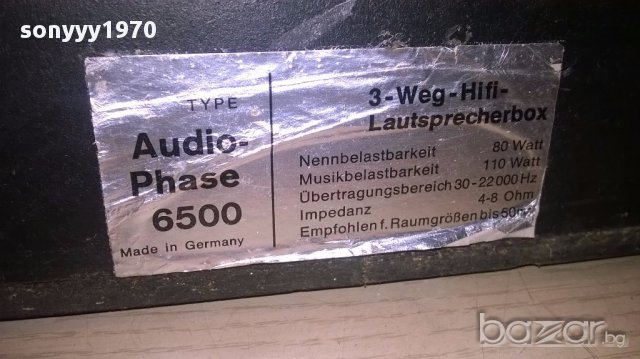 sonyyy1970
TYPE
Audio-
Phase
6500
Made in Germany
3-Weg-Hifi-
Lautsprecherbox
Nennbelastbarkeit 80 Watt
Musikbelastbarkeit 110 Watt
Übertragungsbereich 30-22000 Hz
Impedanz 4-8 Ohm
Empfohlen f. Raumgrößen bis 50m²
bazar.bg